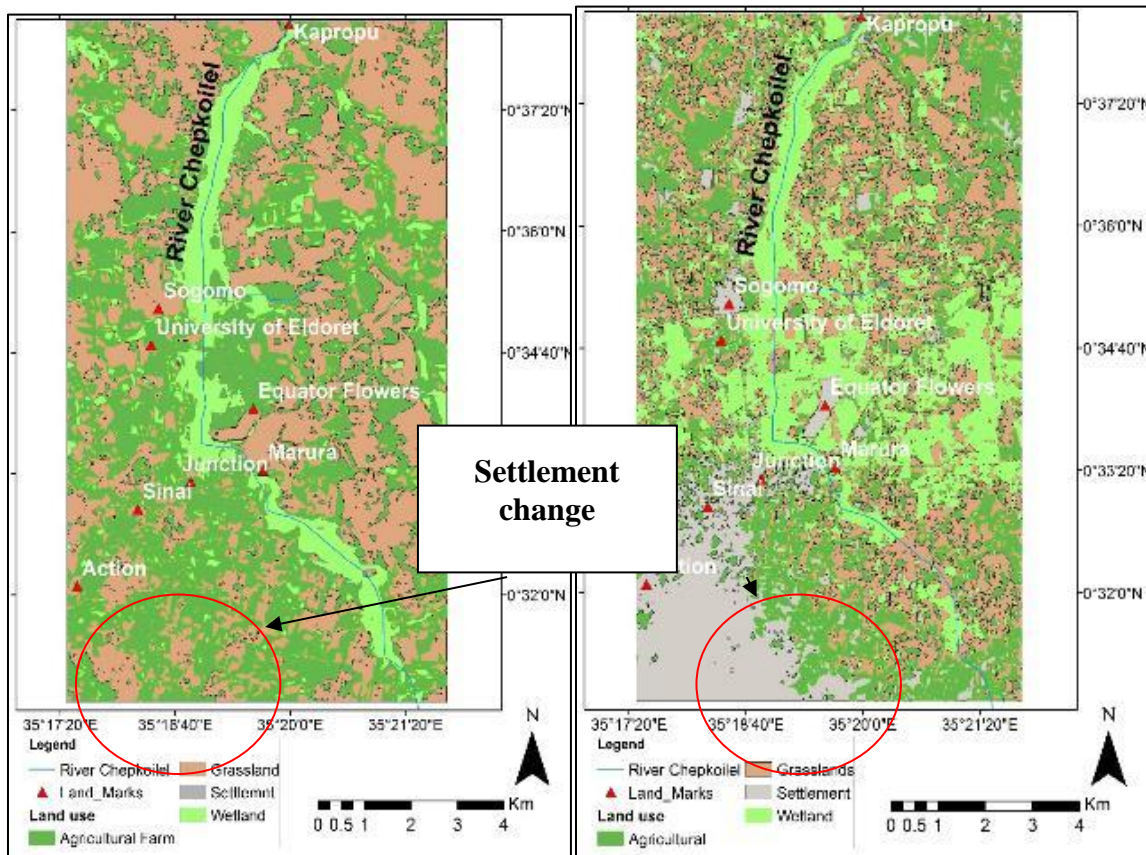 Kapropu
River Chepkoilel
Sogomo
University of Eldoret
Equator Flowers
Marura
Junction
Sinai
Action
0°37'20"N
0°36'0"N
0°34'40"N
0°33'20"N
0°32'0"N
35°17'20"E
35°18'40"E
35°20'0"E
35°21'20"E
Legend
River Chepkoilel
Land_Marks
Land use
Agricultural Farm
Grassland
Settlemnt
Wetland
N
Km
0 0.5 1 2 3 4
Settlement
change
Kapropu
River Chepkoilel
Sogomo
University of Eldoret
Equator Flowers
Marura
Junction
Sinai
0°37'20"N
0°36'0"N
0°34'40"N
0°33'20"N
0°32'0"N
35°17'20"E
35°18'40"E
35°20'0"E
35°21'20"E
Legend
River Chepkoilel
Land_Marks
Land use
Agricultural
Grasslands
Settlement
Wetland
N
Km
0 0.5 1 2 3 4